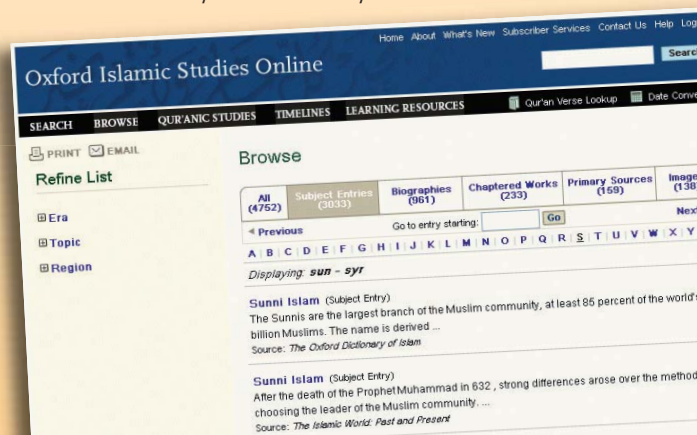 Home About What's New Subscriber Services Contact Us Help
Oxford Islamic Studies Online
SEARCH BROWSE QUR'ANIC STUDIES TIMELINES LEARNING RESOURCES Qur'an Verse Lookup Date
PRINT EMAIL
Refine List
Era
Topic
Region
Browse
All Subject Entries Biographies Chaptered Works Primary Sources
(4752) (3033) (961) (233) (159) (138
Previous Go to entry starting: Go
A B C D E F G H I J K L M N O P Q R S T U V W X Y
Displaying: sun - syr
Sunni Islam (Subject Entry)
The Sunnis are the largest branch of the Muslim community, at least 85 percent of the world's
billion Muslims. The name is derived ...
Source: The Oxford Dictionary of Islam
Sunni Islam (Subject Entry)
After the death of the Prophet Muhammad in 632 , strong differences arose over the method
choosing the leader of the Muslim community. ...
Source: The Islamic World: Past and Present